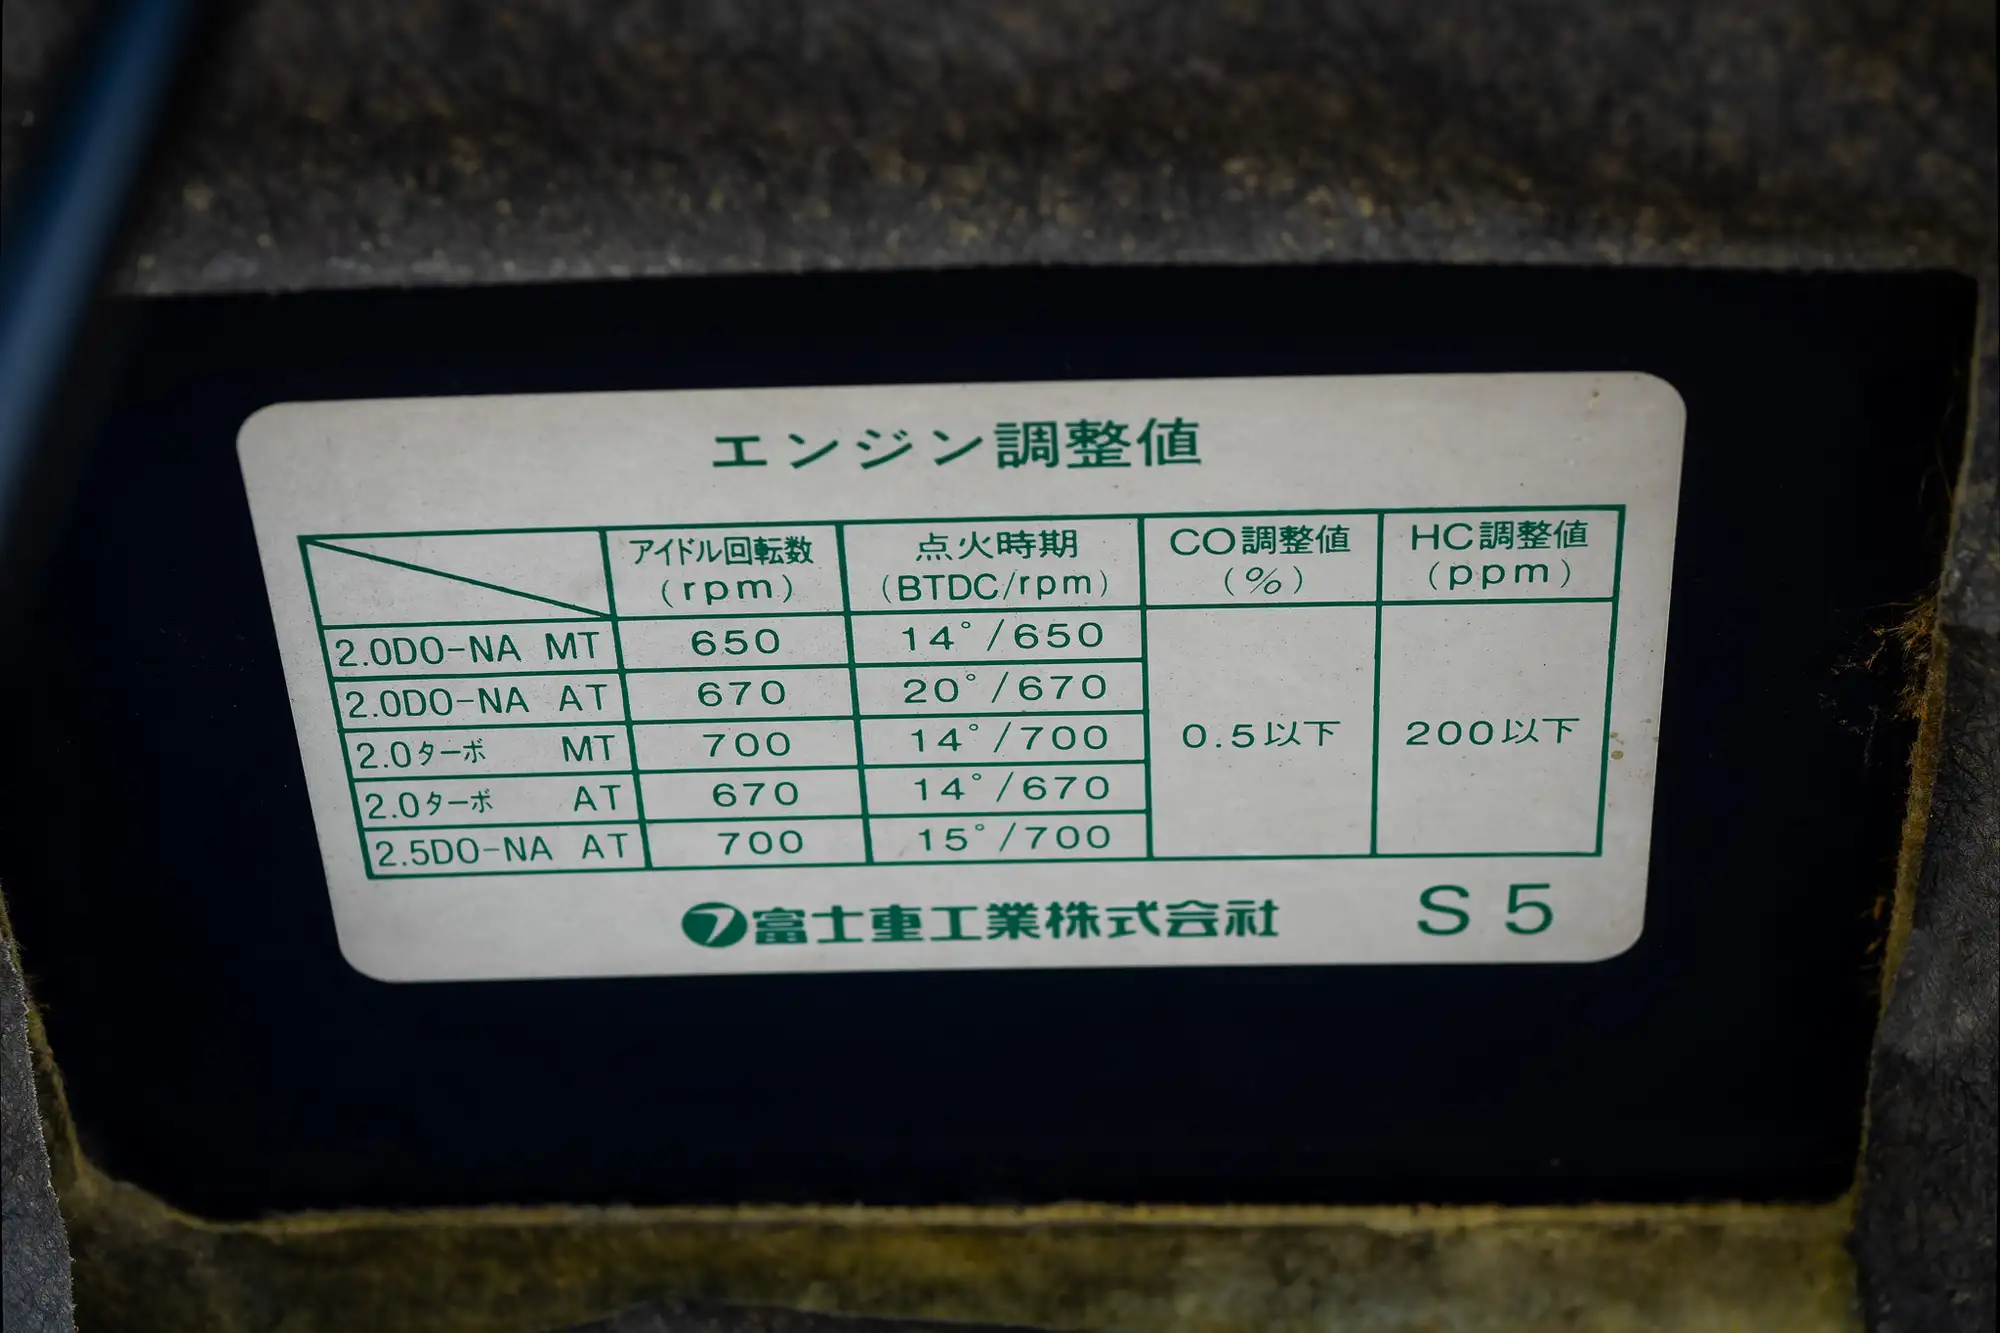 エンジン調整値
アイドル回転数 点火時期 CO調整値 HC調整値
(rpm) (BTDC/rpm) (%) (ppm)
2.0DO-NA MT 650 14°/650
2.0DO-NA AT 670 20°/670
2.0ターボ MT 700 14°/700 0.5以下 200以下
2.0ターボ AT 670 14°/670
2.5DO-NA AT 700 15°/700
富士重工業株式会社 S5